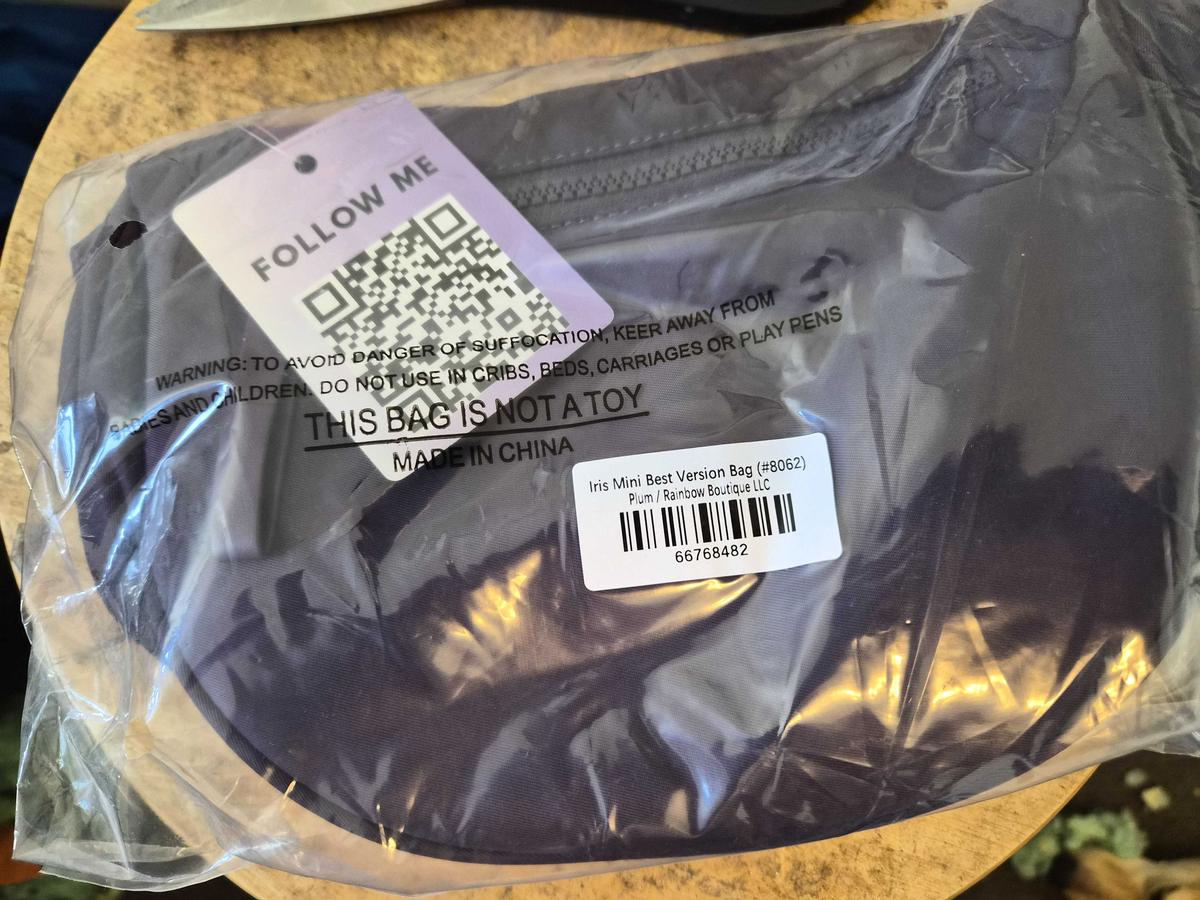 FOLLOW ME
WARNING: TO AVOID DANGER OF SUFFOCATION, KEER AWAY FROM
BABIES AND CHILDREN. DO NOT USE IN CRIBS, BEDS, CARRIAGES OR PLAY PENS
THIS BAG IS NOT A TOY
MADE IN CHINA
Iris Mini Best Version Bag (#8062)
Plum / Rainbow Boutique LLC
66768482